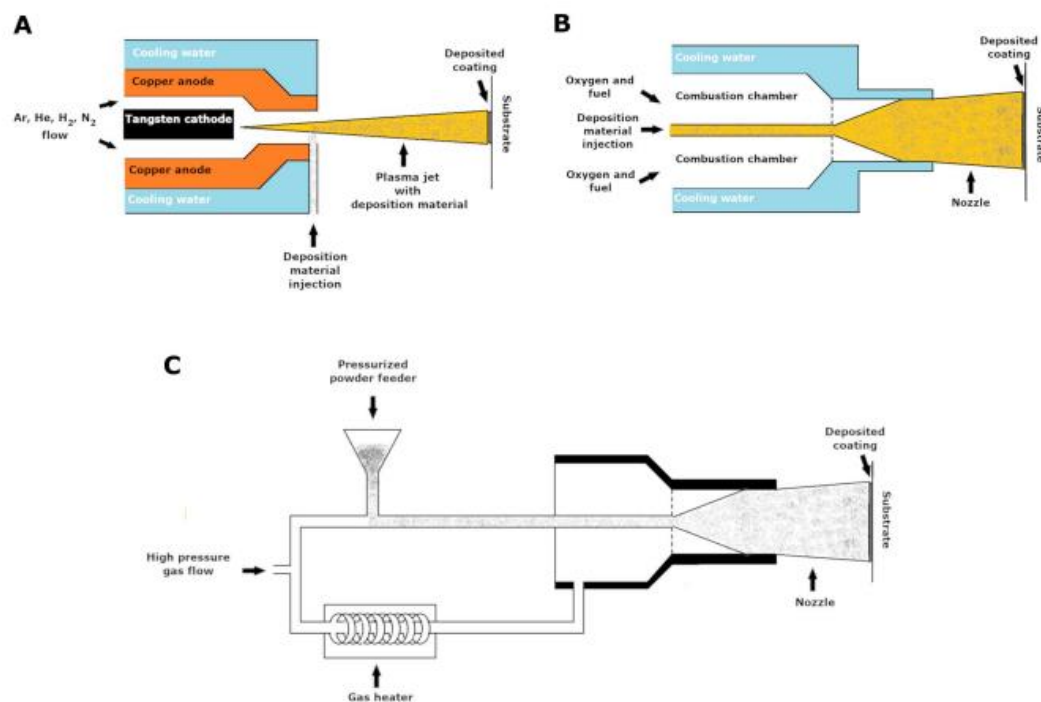 A
Cooling water
Copper anode
Ar, He, H₂, N₂
flow
Tangsten cathode
Copper anode
Cooling water
Deposited
coating
Substrate
Plasma jet
with
deposition material
Deposition
material
injection
B
Cooling water
Oxygen and
fuel
Combustion chamber
Deposition
material
injection
Combustion chamber
Oxygen and
fuel
Cooling water
Deposited
coating
Substrate
Nozzle
C
Pressurized
powder feeder
High pressure
gas flow
Gas heater
Deposited
coating
Substrate
Nozzle